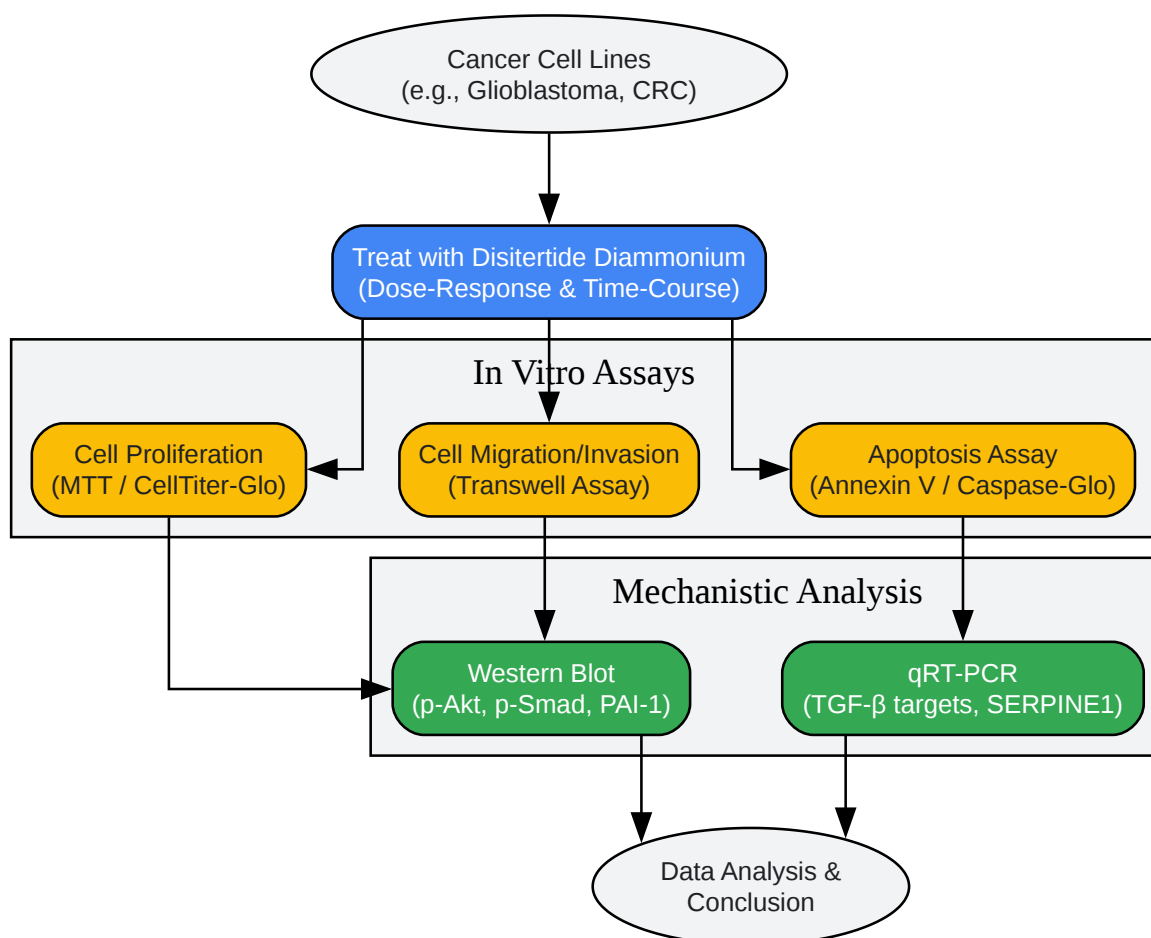 Cancer Cell Lines
(e.g., Glioblastoma, CRC)
Treat with Disitertide Diammonium
(Dose-Response & Time-Course)
In Vitro Assays
Cell Proliferation
(MTT / CellTiter-Glo)
Cell Migration/Invasion
(Transwell Assay)
Apoptosis Assay
(Annexin V / Caspase-Glo)
Mechanistic Analysis
Western Blot
(p-Akt, p-Smad, PAI-1)
qRT-PCR
(TGF-β targets, SERPINE1)
Data Analysis &
Conclusion